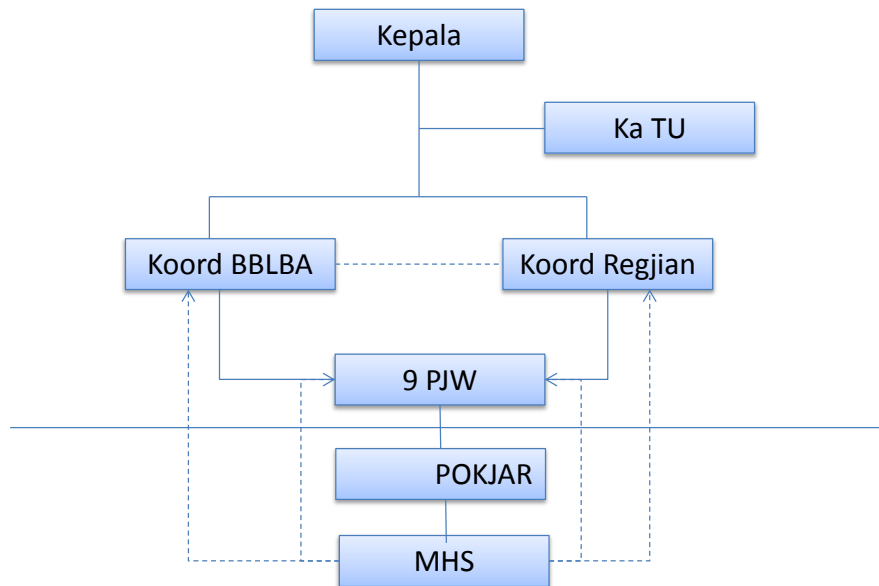 Kepala
Ka TU
Koord BBLBA
Koord Regjian
9 PJW
POKJAR
MHS